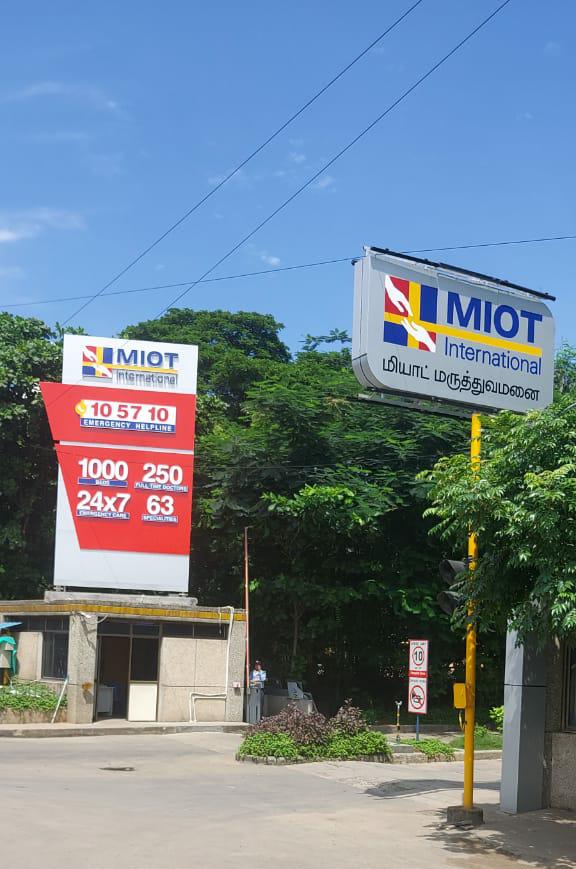 MIOT
International
10 57 10
EMERGENCY HELPLINE
1000
BEDS
250
FULL TIME DOCTORS
24x7
EMERGENCY CARE
63
SPECIALITIES
MIOT
International
மியாட் மருத்துவமனை
10